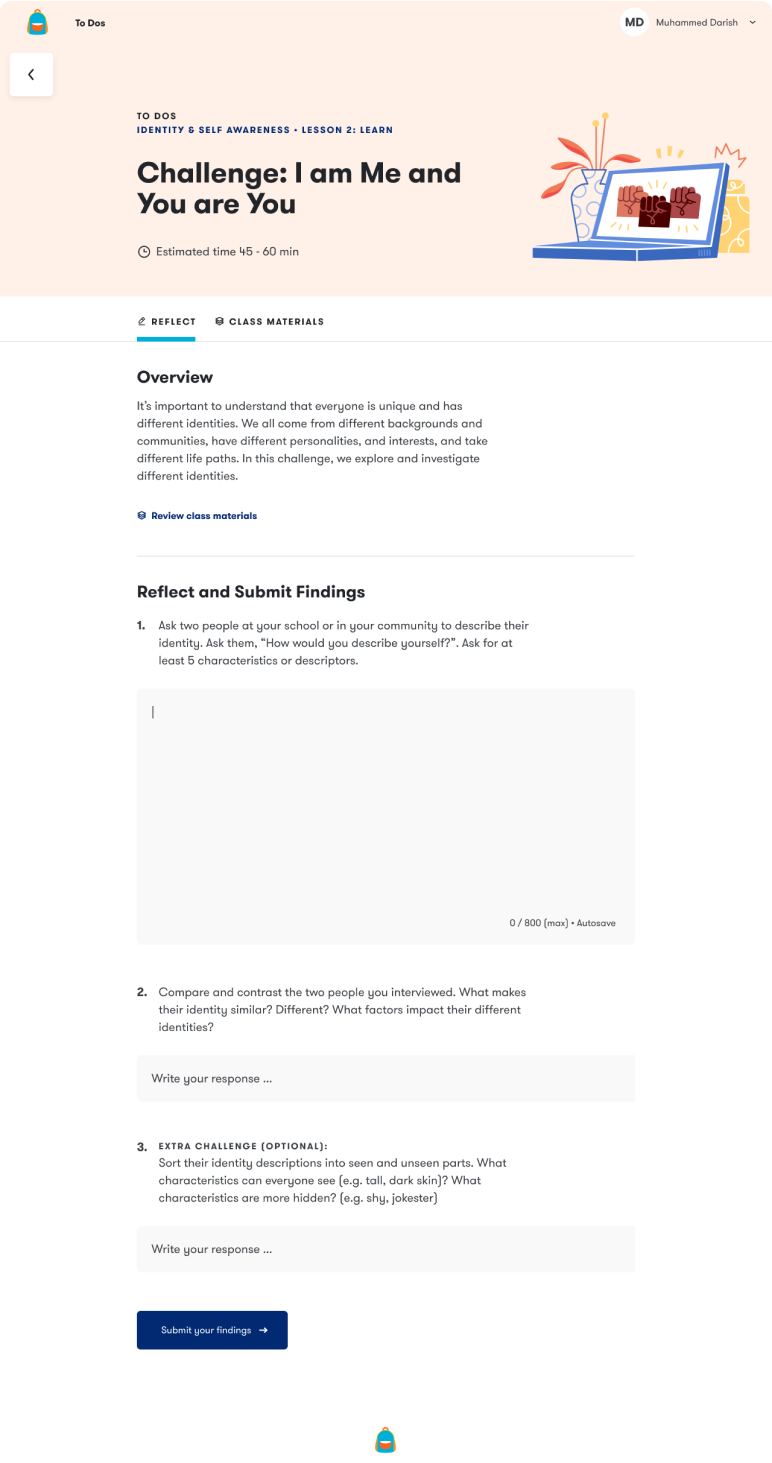 To Dos
MD Muhammed Darish
TO DOS
IDENTITY & SELF AWARENESS • LESSON 2: LEARN
Challenge: I am Me and
You are You
Estimated time 45 - 60 min
REFLECT CLASS MATERIALS
Overview
It’s important to understand that everyone is unique and has
different identities. We all come from different backgrounds and
communities, have different personalities, and interests, and take
different life paths. In this challenge, we explore and investigate
different identities.
Review class materials
Reflect and Submit Findings
1. Ask two people at your school or in your community to describe their
identity. Ask them, “How would you describe yourself?”. Ask for at
least 5 characteristics or descriptors.
0 / 800 (max) • Autosave
2. Compare and contrast the two people you interviewed. What makes
their identity similar? Different? What factors impact their different
identities?
Write your response ...
3. EXTRA CHALLENGE (OPTIONAL):
Sort their identity descriptions into seen and unseen parts. What
characteristics can everyone see (e.g. tall, dark skin)? What
characteristics are more hidden? (e.g. shy, jokester)
Write your response ...
Submit your findings →